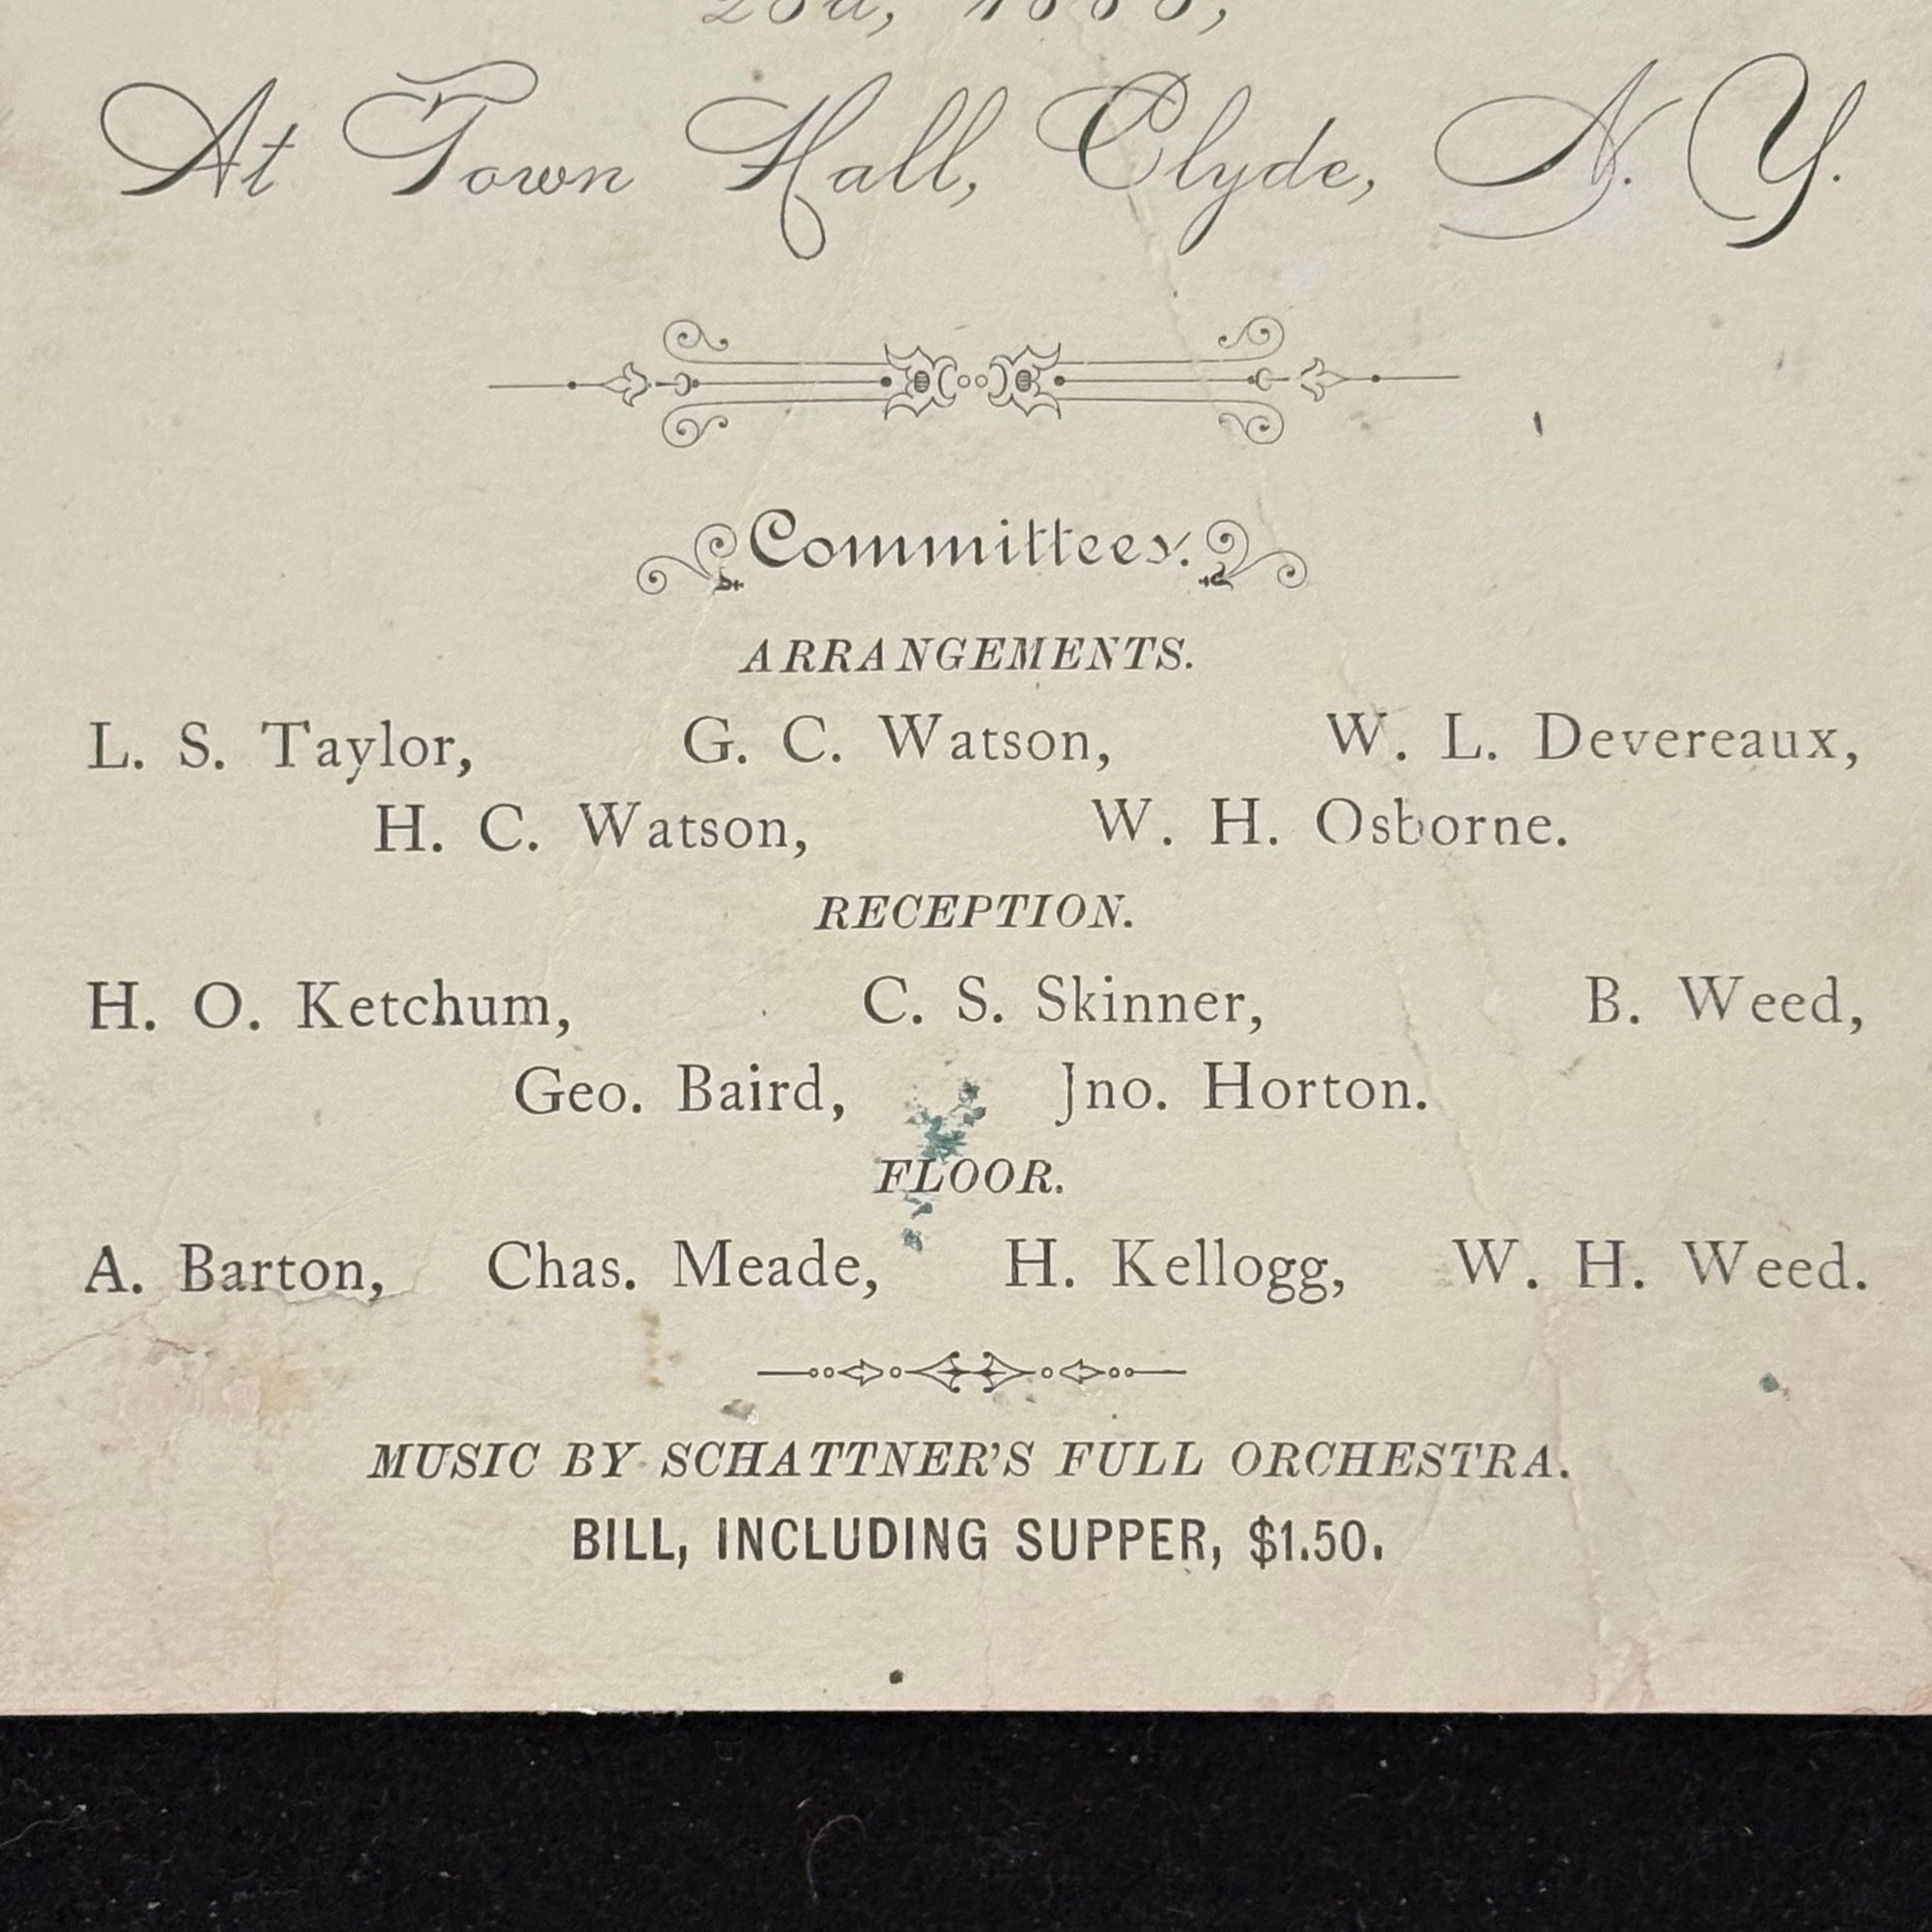 At Town Hall, Clyde, N. Y.
Committees.
ARRANGEMENTS.
L. S. Taylor, G. C. Watson, W. L. Devereaux,
H. C. Watson, W. H. Osborne.
RECEPTION.
H. O. Ketchum, C. S. Skinner, B. Weed,
Geo. Baird, Jno. Horton.
FLOOR.
A. Barton, Chas. Meade, H. Kellogg, W. H. Weed.
MUSIC BY SCHATTNER'S FULL ORCHESTRA.
BILL, INCLUDING SUPPER, $1.50.